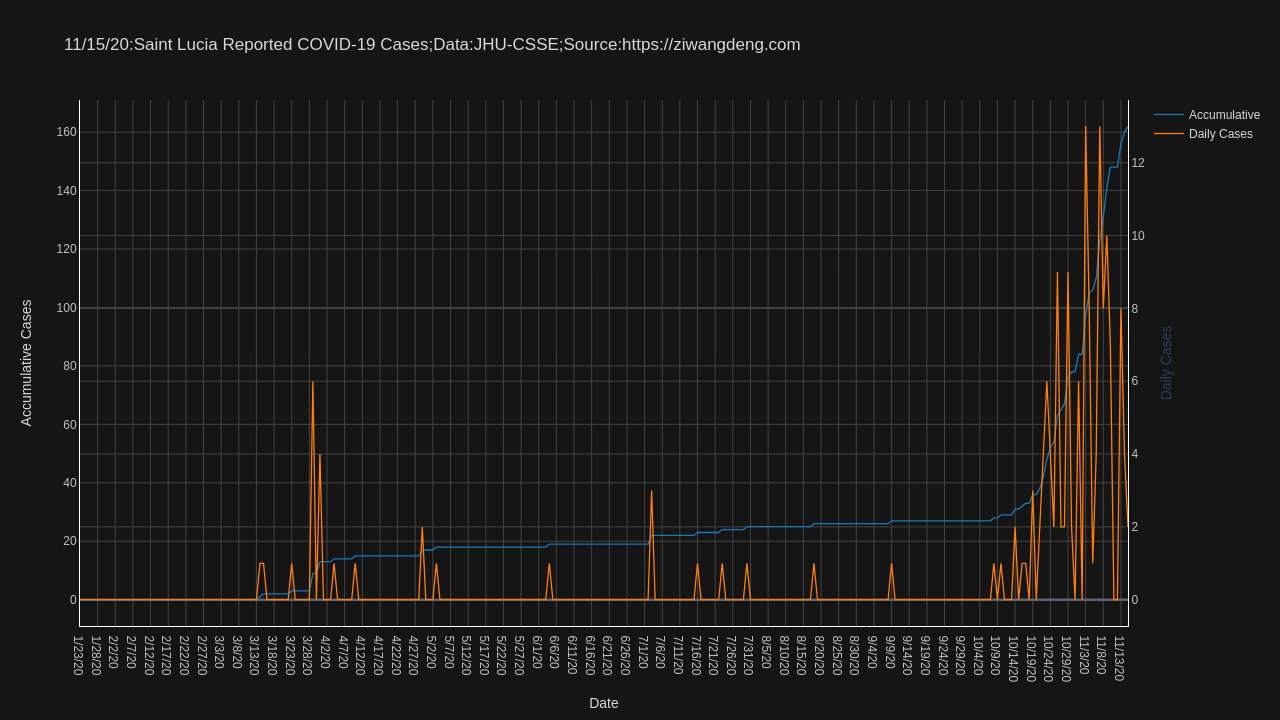 11/15/20:Saint Lucia Reported COVID-19 Cases;Data:JHU-CSSE;Source:https://ziwangdeng.com
Accumulative
Daily Cases
160
140
120
100
80
60
40
20
0
Accumulative Cases
12
10
8
6
4
2
0
Daily Cases
1/23/20 1/28/20 2/2/20 2/7/20 2/12/20 2/17/20 2/22/20 2/27/20 3/3/20 3/8/20 3/13/20 3/18/20 3/23/20 3/28/20 4/2/20 4/7/20 4/12/20 4/17/20 4/22/20 4/27/20 5/2/20 5/7/20 5/12/20 5/17/20 5/22/20 5/27/20 6/1/20 6/6/20 6/11/20 6/16/20 6/21/20 6/26/20 7/1/20 7/6/20 7/11/20 7/16/20 7/21/20 7/26/20 7/31/20 8/5/20 8/10/20 8/15/20 8/20/20 8/25/20 8/30/20 9/4/20 9/9/20 9/14/20 9/19/20 9/24/20 9/29/20 10/4/20 10/9/20 10/14/20 10/19/20 10/24/20 10/29/20 11/3/20 11/8/20 11/13/20
Date